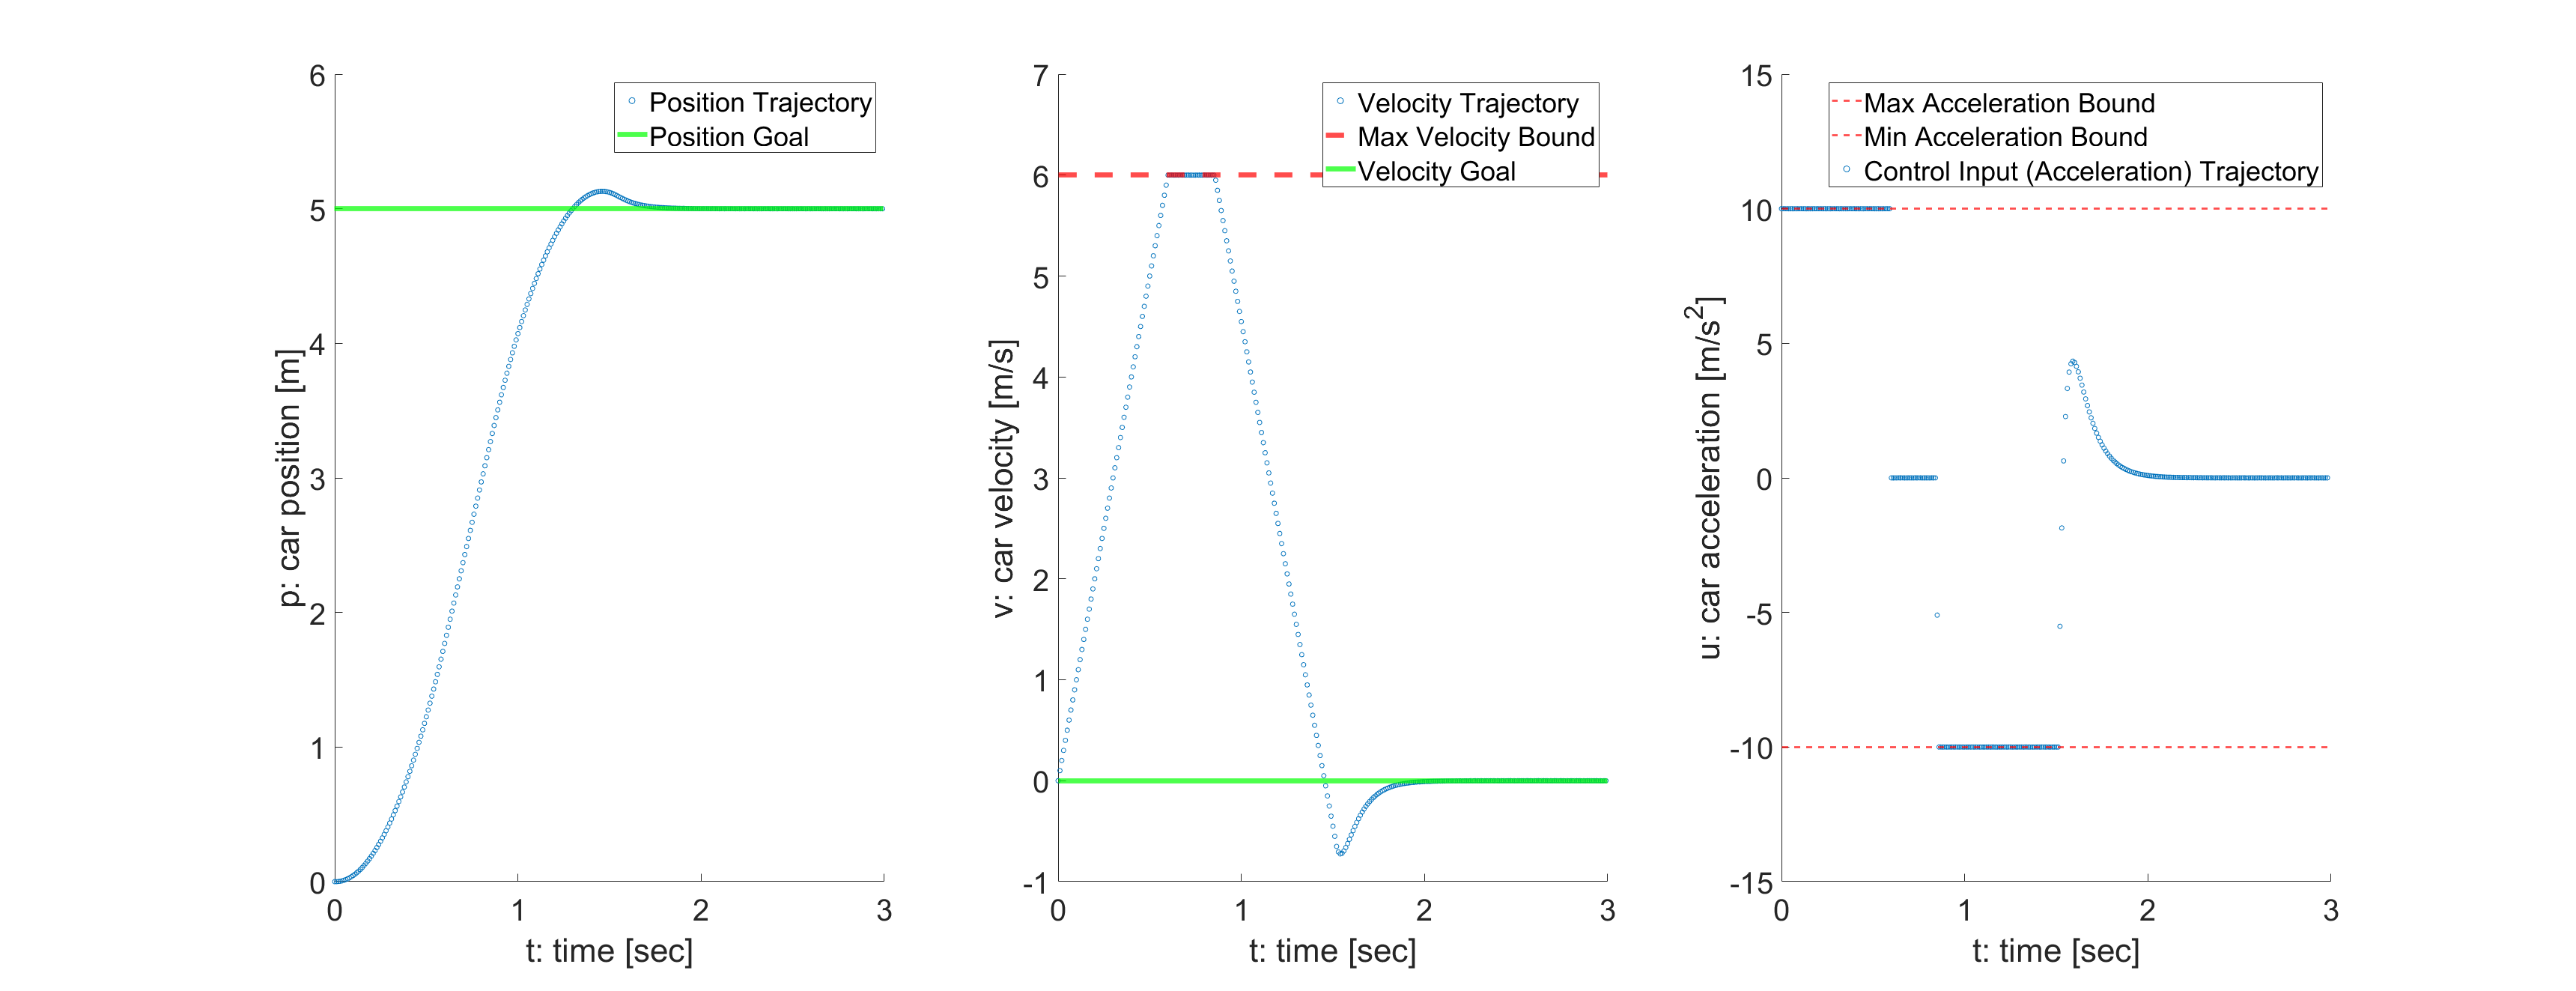 6
5
4
3
2
1
0
0
1
2
3
p: car position [m]
t: time [sec]
Position Trajectory
Position Goal
7
6
5
4
3
2
1
0
-1
0
1
2
3
v: car velocity [m/s]
t: time [sec]
Velocity Trajectory
Max Velocity Bound
Velocity Goal
15
10
5
0
-5
-10
-15
0
1
2
3
u: car acceleration [m/s²]
t: time [sec]
Max Acceleration Bound
Min Acceleration Bound
Control Input (Acceleration) Trajectory